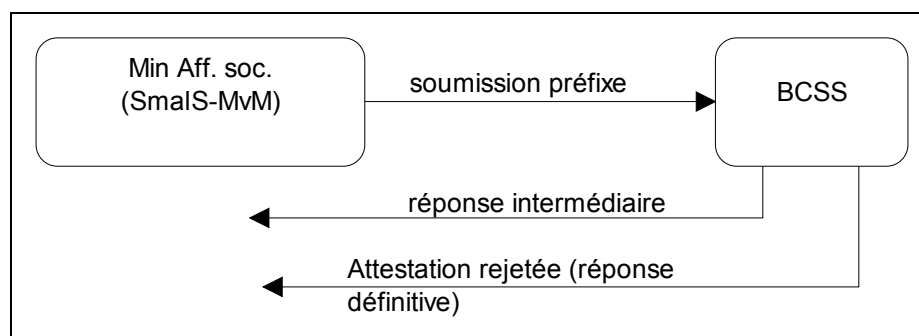 Min Aff. soc.
(SmalS-MvM)
soumission préfixe
BCSS
réponse intermédiaire
Attestation rejetée (réponse
définitive)